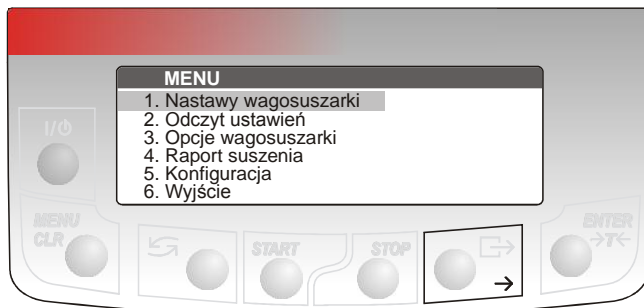 MENU
1. Nastawy wagosuszarki
2. Odczyt ustawień
3. Opcje wagosuszarki
4. Raport suszenia
5. Konfiguracja
6. Wyjście
I/⏻
MENU
CLR
START
STOP
→
ENTER
→T←